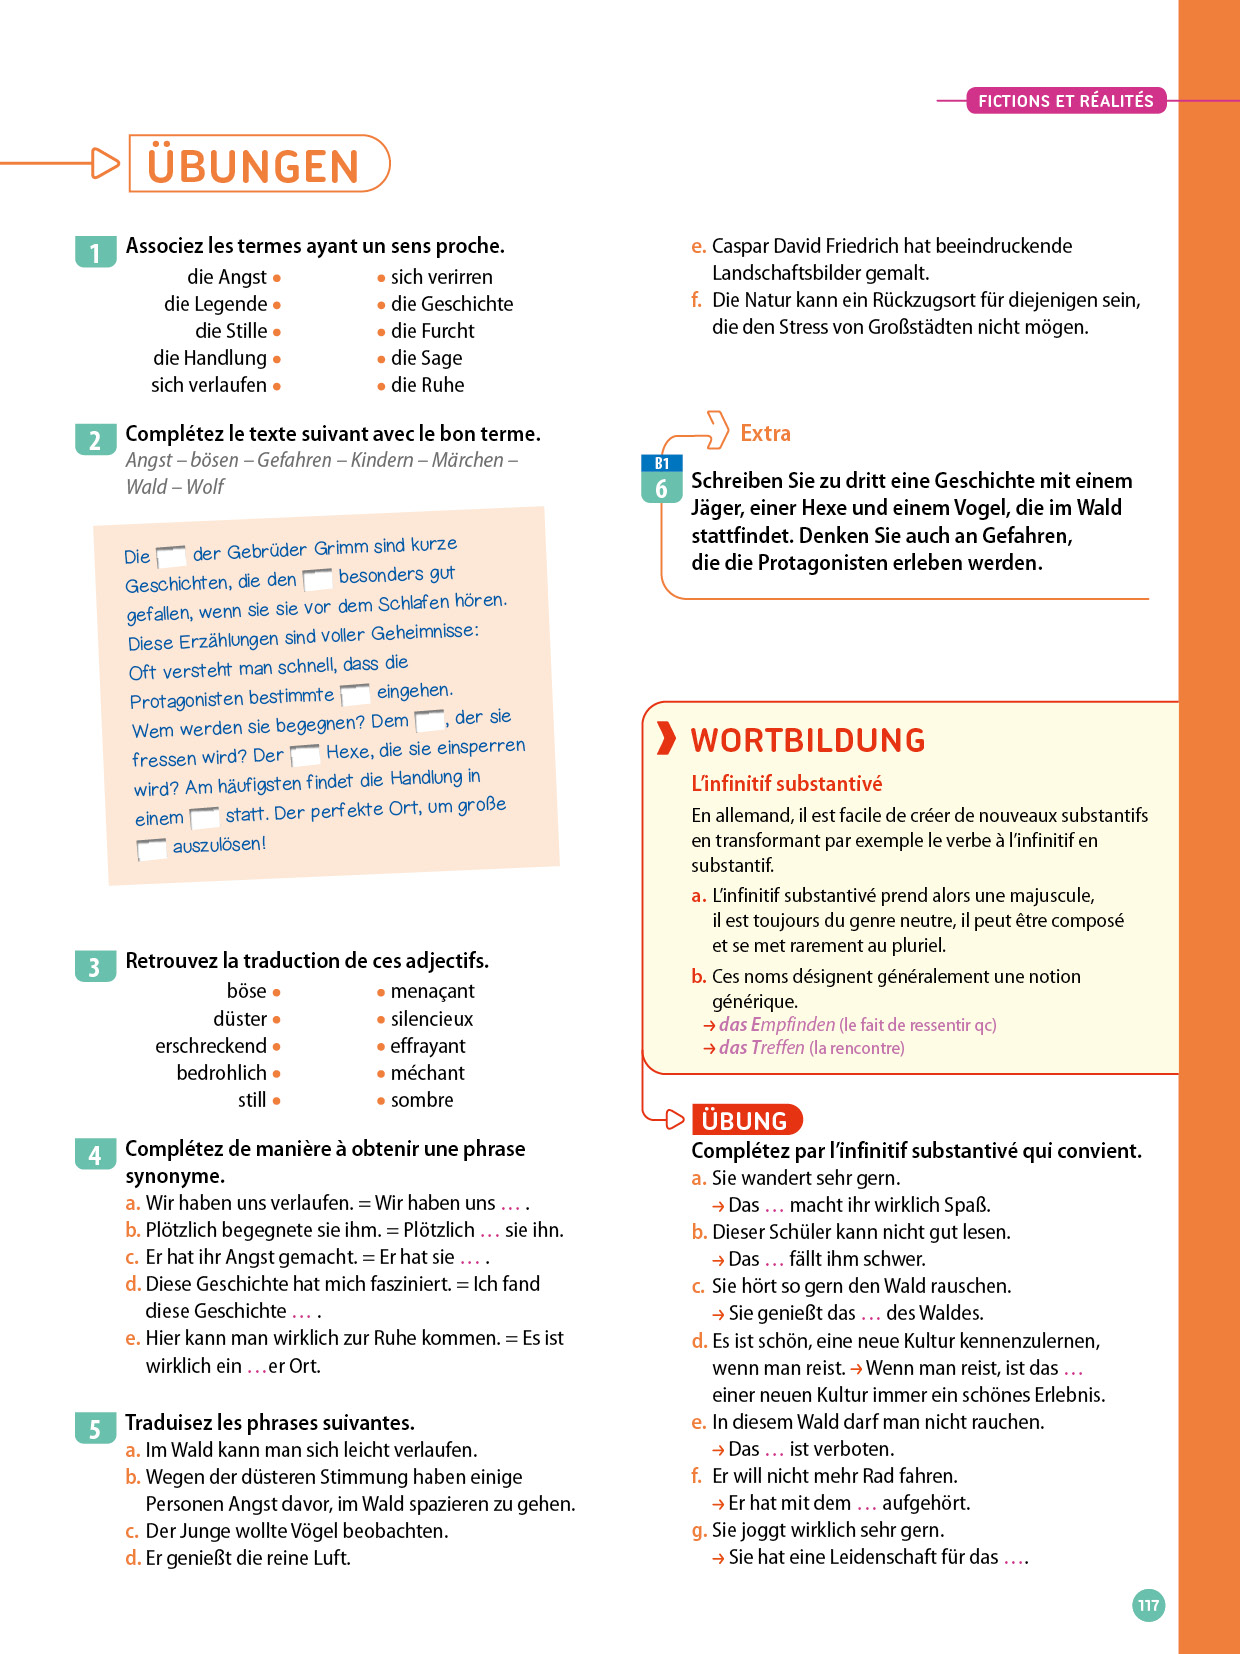 FICTIONS ET RÉALITÉS
ÜBUNGEN
1 Associez les termes ayant un sens proche.
die Angst • • sich verirren
die Legende • • die Geschichte
die Stille • • die Furcht
die Handlung • • die Sage
sich verlaufen • • die Ruhe
2 Complétez le texte suivant avec le bon terme.
Angst – bösen – Gefahren – Kindern – Märchen –
Wald – Wolf
Die der Gebrüder Grimm sind kurze
Geschichten, die den besonders gut
gefallen, wenn sie sie vor dem Schlafen hören.
Diese Erzählungen sind voller Geheimnisse:
Oft versteht man schnell, dass die
Protagonisten bestimmte eingehen.
Wem werden sie begegnen? Dem , der sie
fressen wird? Der Hexe, die sie einsperren
wird? Am häufigsten findet die Handlung in
einem statt. Der perfekte Ort, um große
auszulösen!
3 Retrouvez la traduction de ces adjectifs.
böse • • menaçant
düster • • silencieux
erschreckend • • effrayant
bedrohlich • • méchant
still • • sombre
4 Complétez de manière à obtenir une phrase
synonyme.
a. Wir haben uns verlaufen. = Wir haben uns … .
b. Plötzlich begegnete sie ihm. = Plötzlich … sie ihn.
c. Er hat ihr Angst gemacht. = Er hat sie … .
d. Diese Geschichte hat mich fasziniert. = Ich fand
diese Geschichte … .
e. Hier kann man wirklich zur Ruhe kommen. = Es ist
wirklich ein …er Ort.
5 Traduisez les phrases suivantes.
a. Im Wald kann man sich leicht verlaufen.
b. Wegen der düsteren Stimmung haben einige
Personen Angst davor, im Wald spazieren zu gehen.
c. Der Junge wollte Vögel beobachten.
d. Er genießt die reine Luft.
e. Caspar David Friedrich hat beeindruckende
Landschaftsbilder gemalt.
f. Die Natur kann ein Rückzugsort für diejenigen sein,
die den Stress von Großstädten nicht mögen.
Extra
B1
6 Schreiben Sie zu dritt eine Geschichte mit einem
Jäger, einer Hexe und einem Vogel, die im Wald
stattfindet. Denken Sie auch an Gefahren,
die die Protagonisten erleben werden.
WORTBILDUNG
L'infinitif substantivé
En allemand, il est facile de créer de nouveaux substantifs
en transformant par exemple le verbe à l'infinitif en
substantif.
a. L'infinitif substantivé prend alors une majuscule,
il est toujours du genre neutre, il peut être composé
et se met rarement au pluriel.
b. Ces noms désignent généralement une notion
générique.
→ das Empfinden (le fait de ressentir qc)
→ das Treffen (la rencontre)
ÜBUNG
Complétez par l'infinitif substantivé qui convient.
a. Sie wandert sehr gern.
→ Das … macht ihr wirklich Spaß.
b. Dieser Schüler kann nicht gut lesen.
→ Das … fällt ihm schwer.
c. Sie hört so gern den Wald rauschen.
→ Sie genießt das … des Waldes.
d. Es ist schön, eine neue Kultur kennenzulernen,
wenn man reist. → Wenn man reist, ist das …
einer neuen Kultur immer ein schönes Erlebnis.
e. In diesem Wald darf man nicht rauchen.
→ Das … ist verboten.
f. Er will nicht mehr Rad fahren.
→ Er hat mit dem … aufgehört.
g. Sie joggt wirklich sehr gern.
→ Sie hat eine Leidenschaft für das ….
117